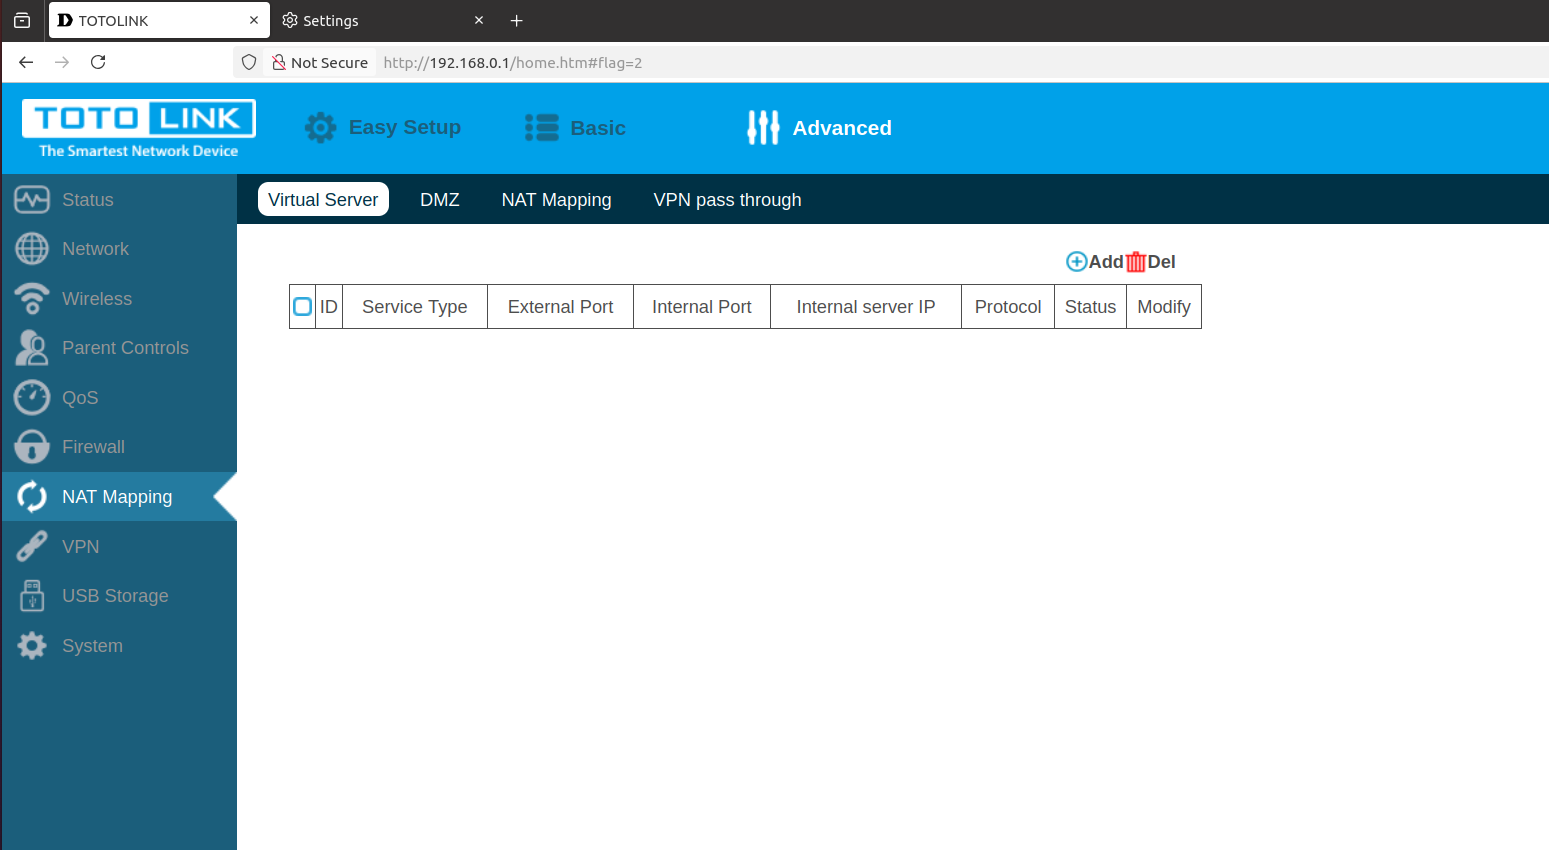 TOTOLINK
Settings
Not Secure http://192.168.0.1/home.htm#flag=2
TOTO LINK
The Smartest Network Device
Easy Setup
Basic
Advanced
Status
Network
Wireless
Parent Controls
QoS
Firewall
NAT Mapping
VPN
USB Storage
System
Virtual Server DMZ NAT Mapping VPN pass through
Add Del
ID Service Type External Port Internal Port Internal server IP Protocol Status Modify